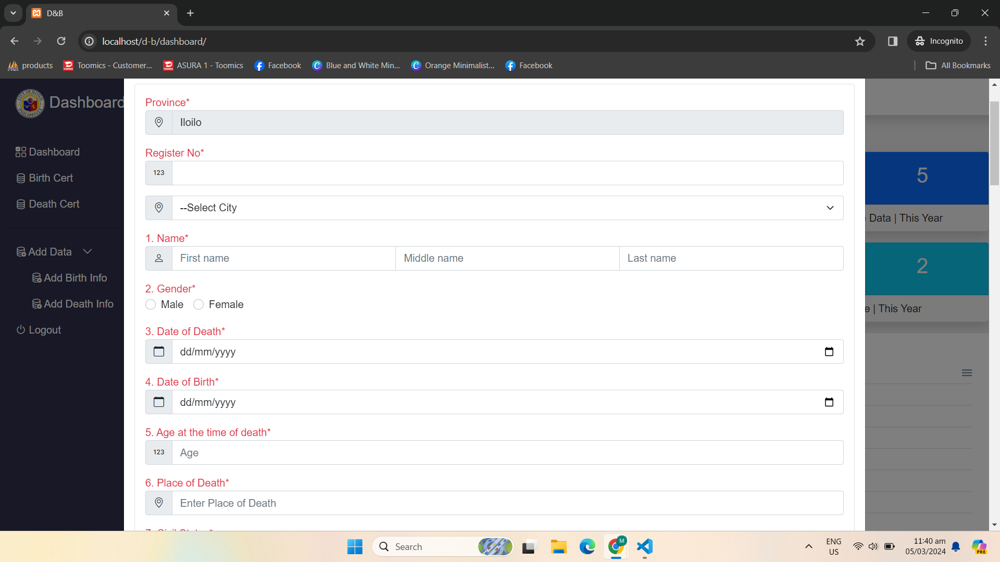 D&B
localhost/d-b/dashboard/
Incognito
products
Toomics - Customer...
ASURA 1 - Toomics
Facebook
Blue and White Min...
Orange Minimalist...
Facebook
All Bookmarks
CITY OF ILOILO
PHILIPPINES
Dashboard
Dashboard
Birth Cert
Death Cert
Add Data
Add Birth Info
Add Death Info
Logout
Province*
Iloilo
Register No*
123
--Select City
1. Name*
First name
Middle name
Last name
2. Gender*
Male
Female
3. Date of Death*
dd/mm/yyyy
4. Date of Birth*
dd/mm/yyyy
5. Age at the time of death*
123
Age
6. Place of Death*
Enter Place of Death
5
Data | This Year
2
e | This Year
Search
M
ENG
US
11:40 am
05/03/2024
PRE